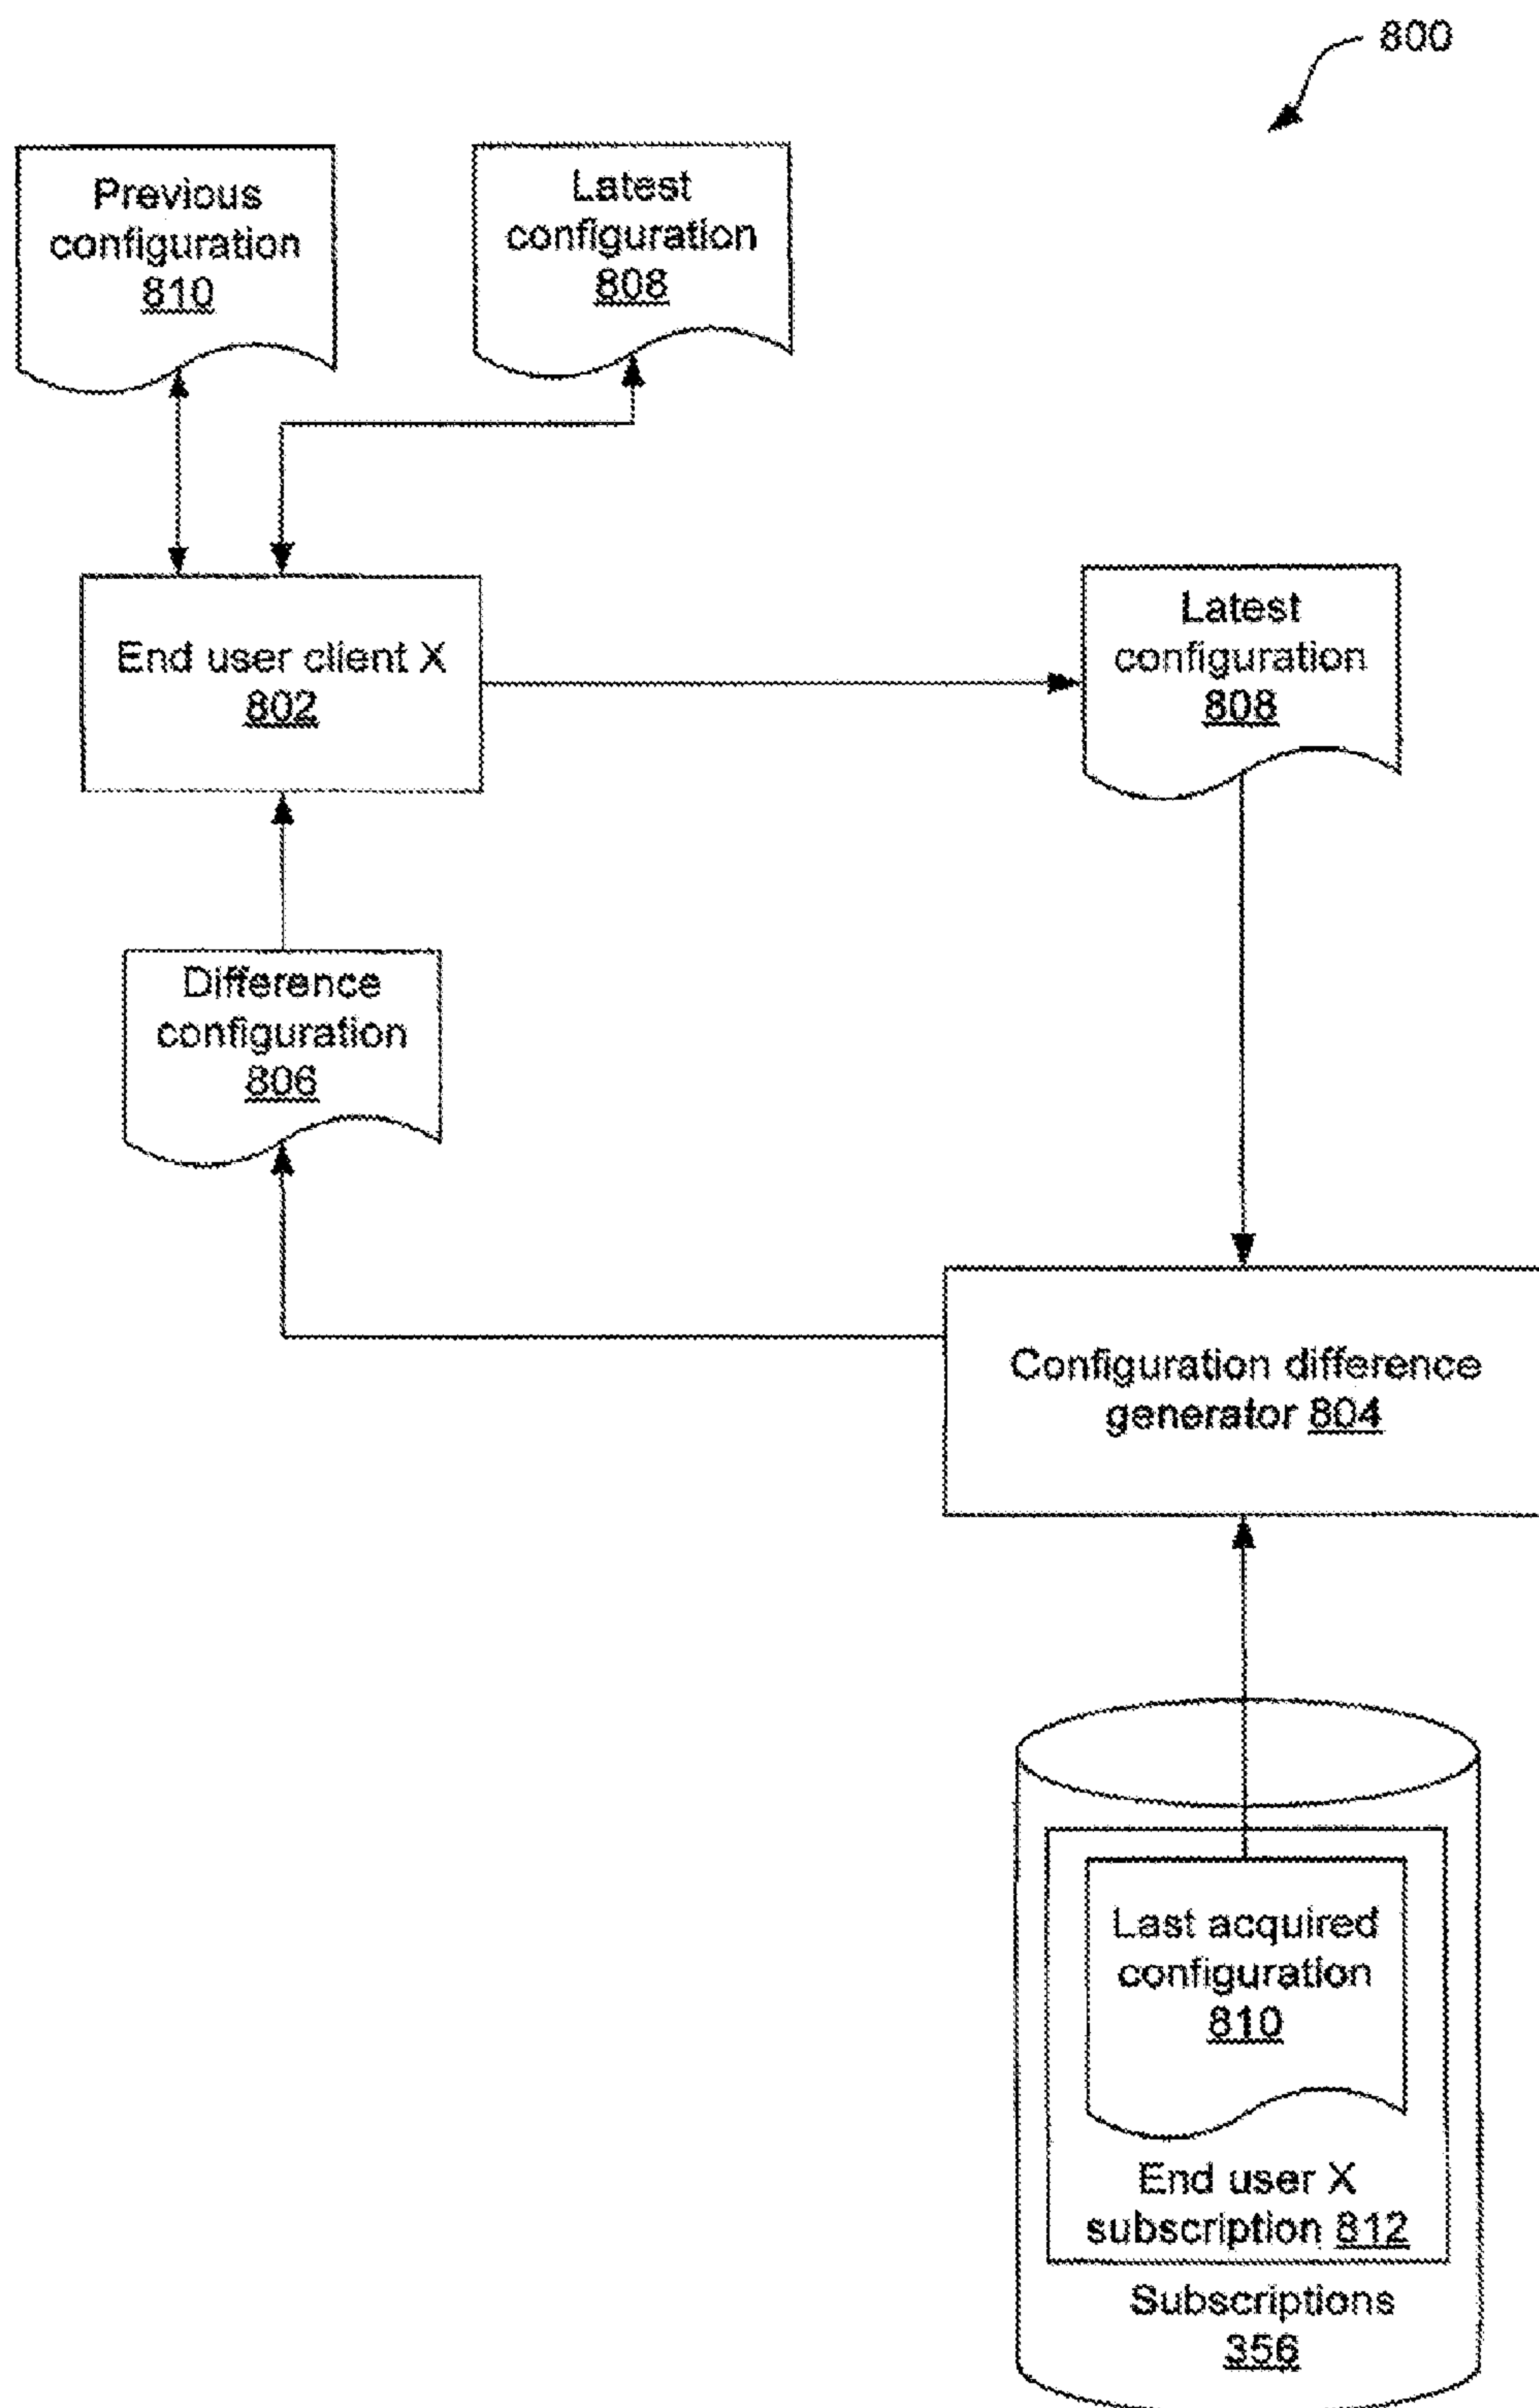 800
Previous
configuration
810
Latest
configuration
808
End user client X
802
Latest
configuration
808
Difference
configuration
806
Configuration difference
generator 804
Last acquired
configuration
810
End user X
subscription 812
Subscriptions
356